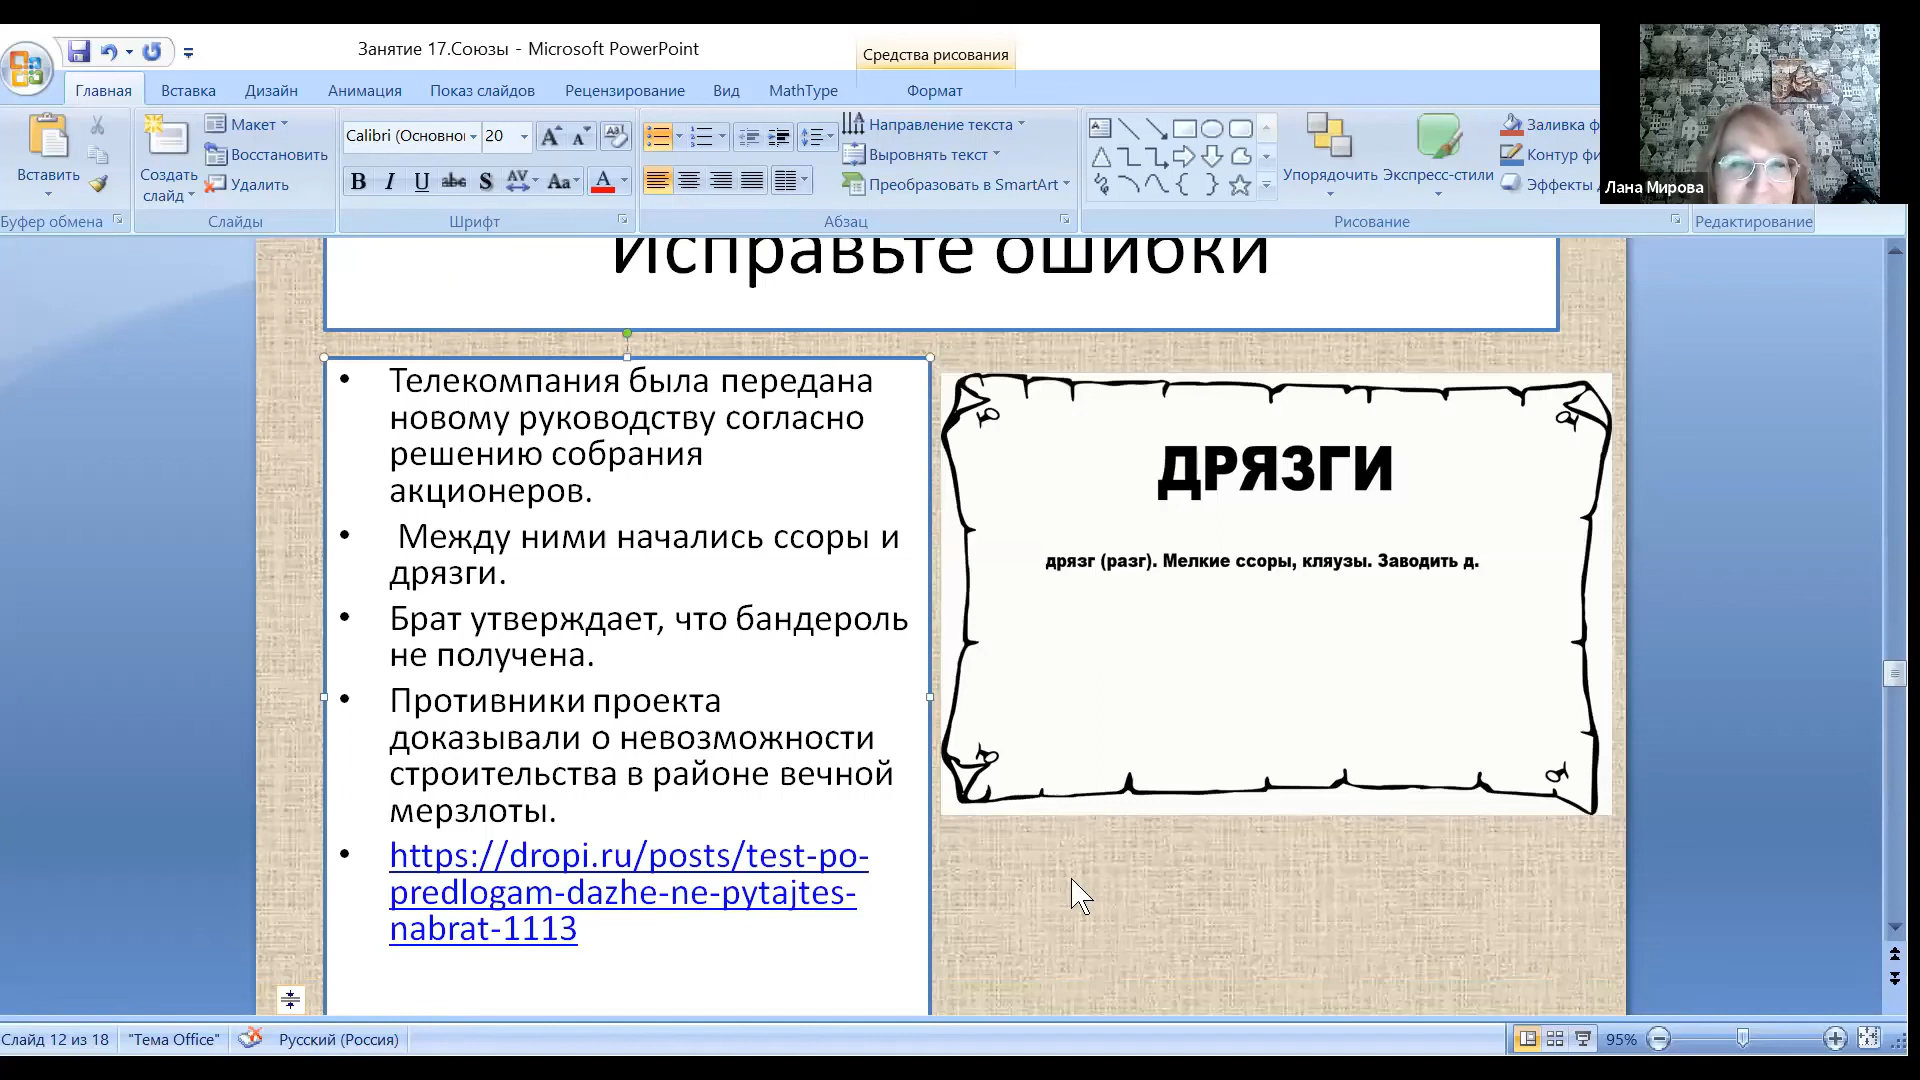 Занятие 17.Союзы - Microsoft PowerPoint
Средства рисования
Главная
Вставка
Дизайн
Анимация
Показ слайдов
Рецензирование
Вид
MathType
Формат
Вставить
Создать слайд
Макет
Восстановить
Удалить
Calibri (Основної
20
Направление текста
Выровнять текст
Преобразовать в SmartArt
Упорядочить
Экспресс-стили
Заливка ф
Контур фи
Эффекты
Буфер обмена
Слайды
Шрифт
Абзац
Рисование
Редактирование
Лана Мирова
Исправьте ошибки
• Телекомпания была передана
новому руководству согласно
решению собрания
акционеров.
• Между ними начались ссоры и
дрязги.
• Брат утверждает, что бандероль
не получена.
• Противники проекта
доказывали о невозможности
строительства в районе вечной
мерзлоты.
• https://dropi.ru/posts/test-po-
predlogam-dazhe-ne-pytajtes-
nabrat-1113
ДРЯЗГИ
дрязг (разг). Мелкие ссоры, кляузы. Заводить д.
Слайд 12 из 18
"Тема Office"
Русский (Россия)
95%